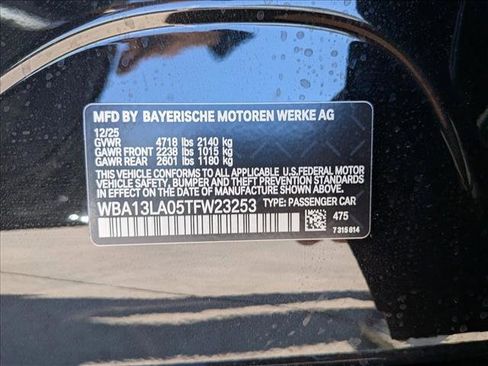 MFD BY BAYERISCHE MOTOREN WERKE AG
12/25
GVWR 4718 lbs 2140 kg
GAWR FRONT 2238 lbs 1015 kg
GAWR REAR 2601 lbs 1180 kg
THIS VEHICLE CONFORMS TO ALL APPLICABLE U.S.FEDERAL MOTOR
VEHICLE SAFETY, BUMPER, AND THEFT PREVENTION STANDARDS IN
EFFECT ON THE DATE OF MANUFACTURE SHOWN ABOVE.
WBA13LA05TFW23253 TYPE: PASSENGER CAR
475
7 315 014